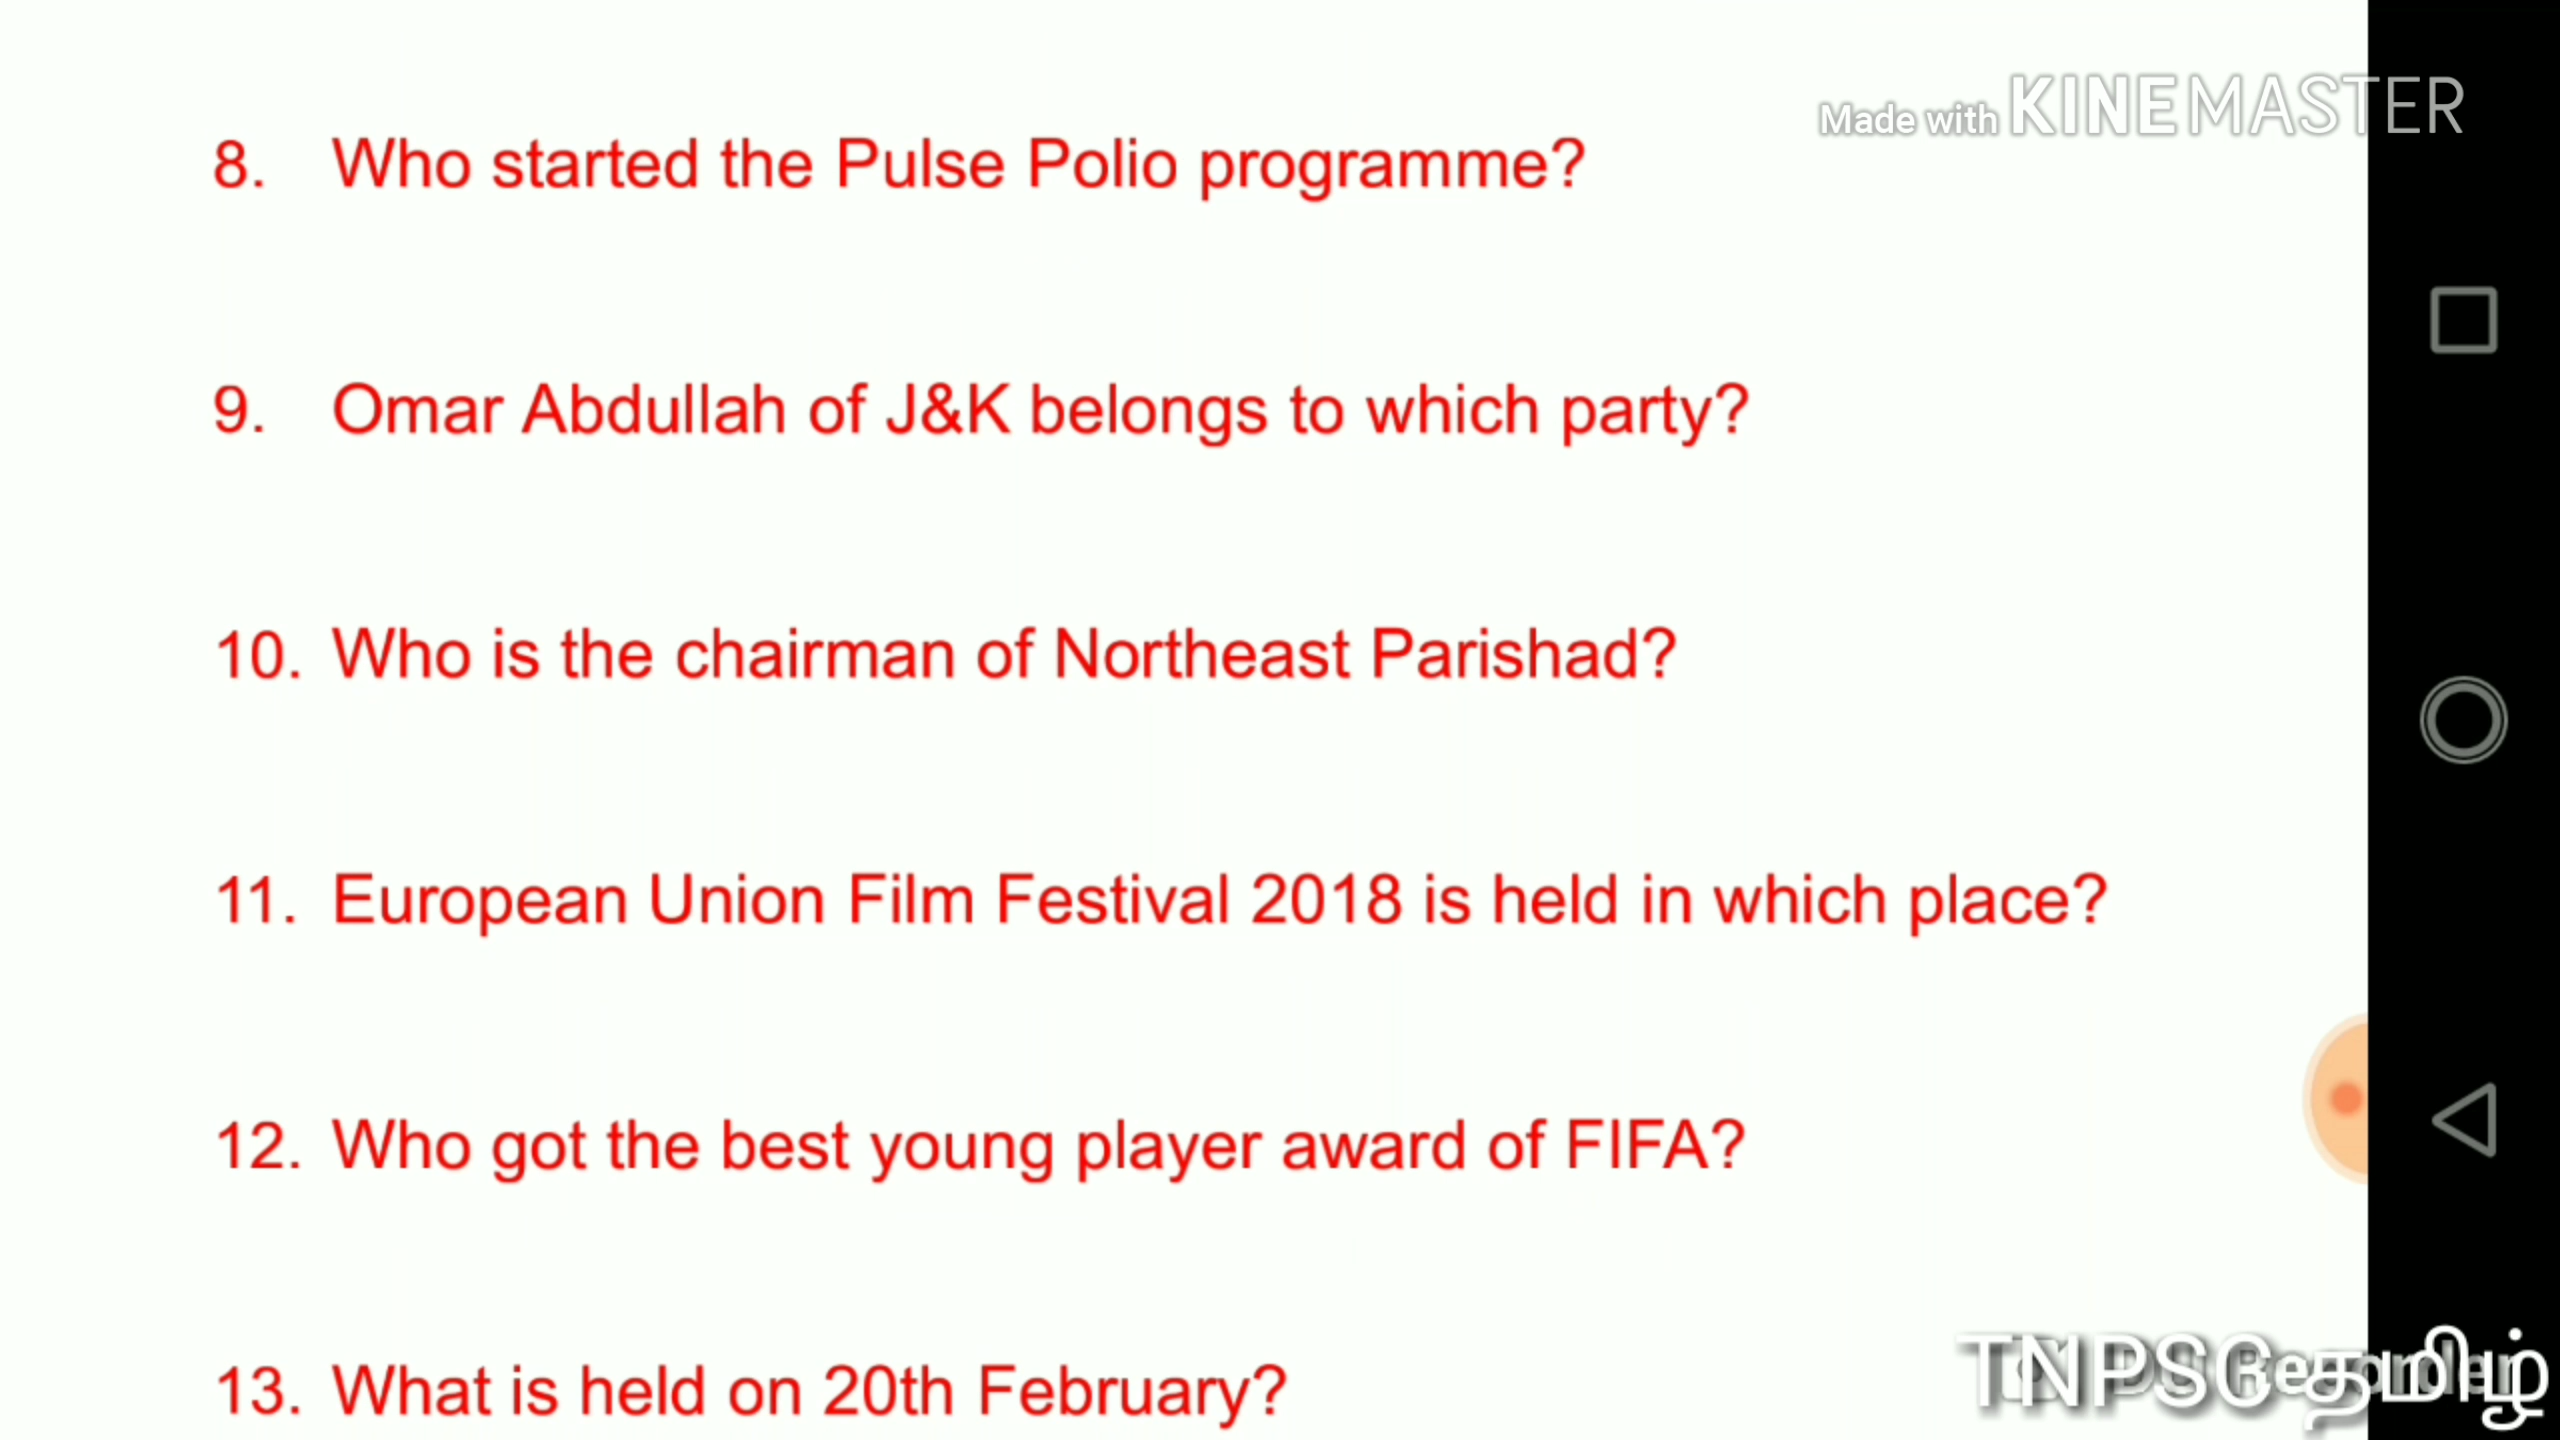 Made with KINEMASTER
8. Who started the Pulse Polio programme?
9. Omar Abdullah of J&K belongs to which party?
10. Who is the chairman of Northeast Parishad?
11. European Union Film Festival 2018 is held in which place?
12. Who got the best young player award of FIFA?
13. What is held on 20th February?
TNPSC தமிழ்